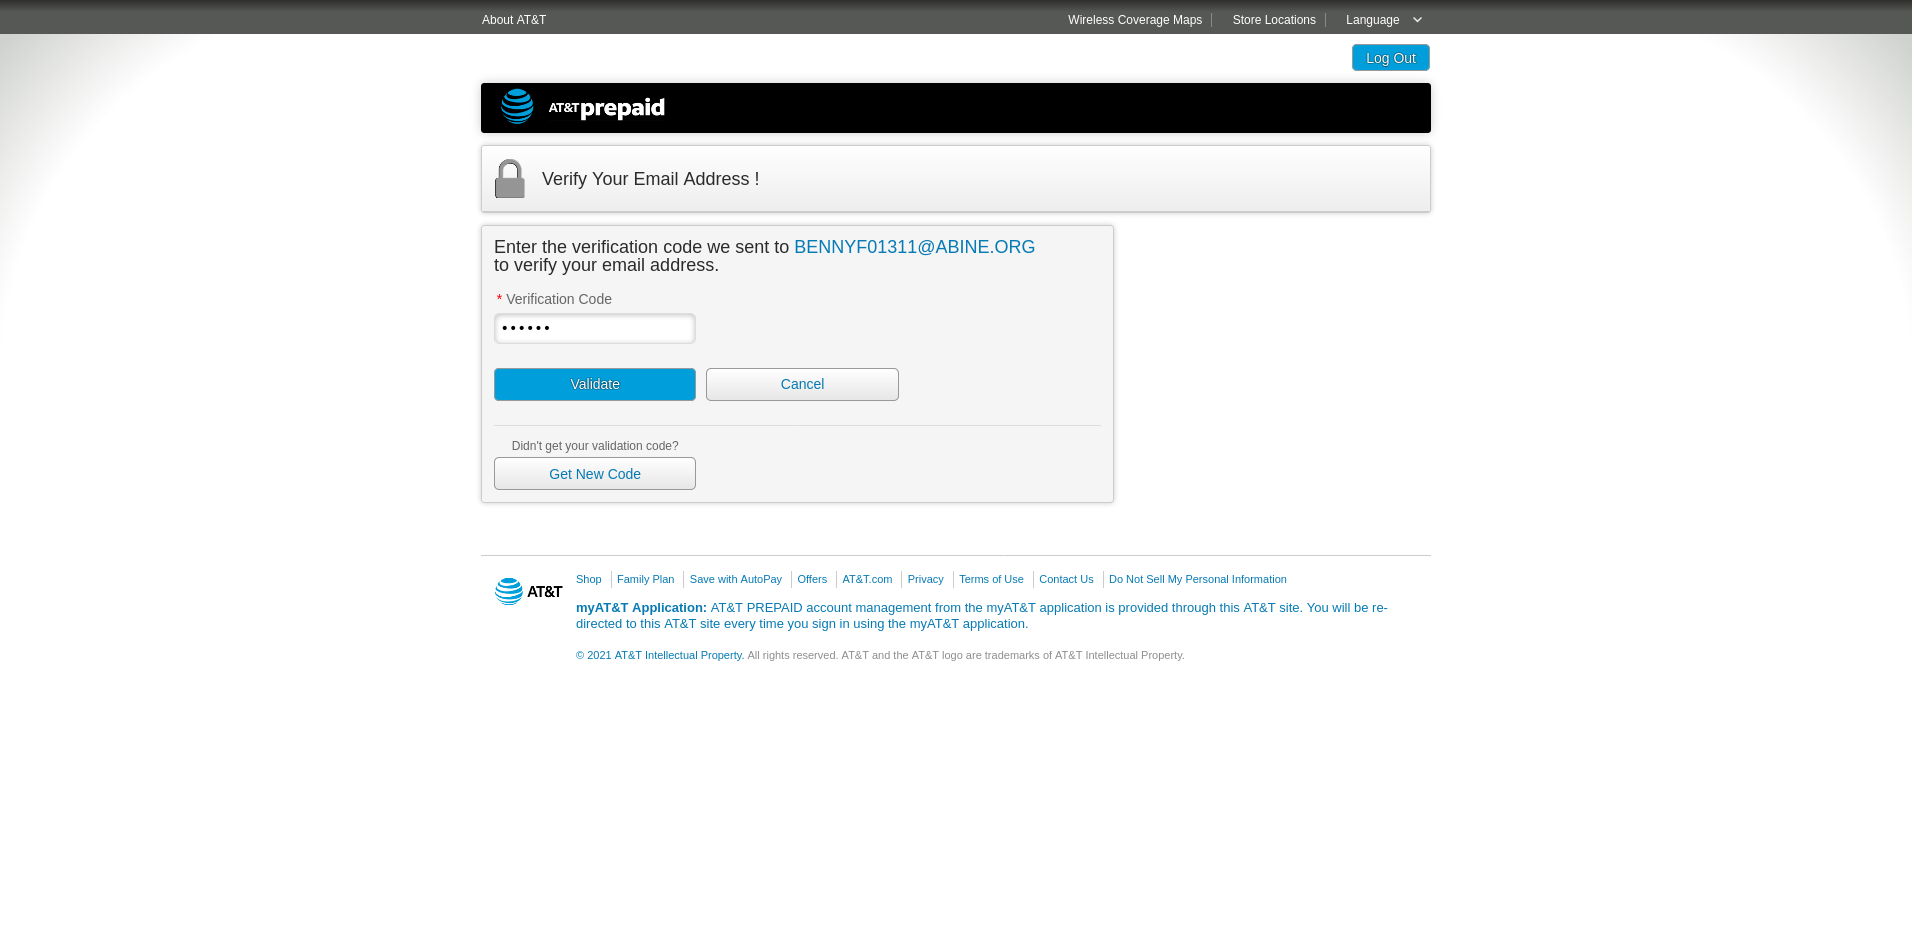 About AT&T
Wireless Coverage Maps
Store Locations
Language
Log Out
AT&T prepaid
Verify Your Email Address !
Enter the verification code we sent to BENNYF01311@ABINE.ORG
to verify your email address.
* Verification Code
••••••
Validate
Cancel
Didn't get your validation code?
Get New Code
AT&T
Shop
Family Plan
Save with AutoPay
Offers
AT&T.com
Privacy
Terms of Use
Contact Us
Do Not Sell My Personal Information
myAT&T Application: AT&T PREPAID account management from the myAT&T application is provided through this AT&T site. You will be re-
directed to this AT&T site every time you sign in using the myAT&T application.
© 2021 AT&T Intellectual Property. All rights reserved. AT&T and the AT&T logo are trademarks of AT&T Intellectual Property.